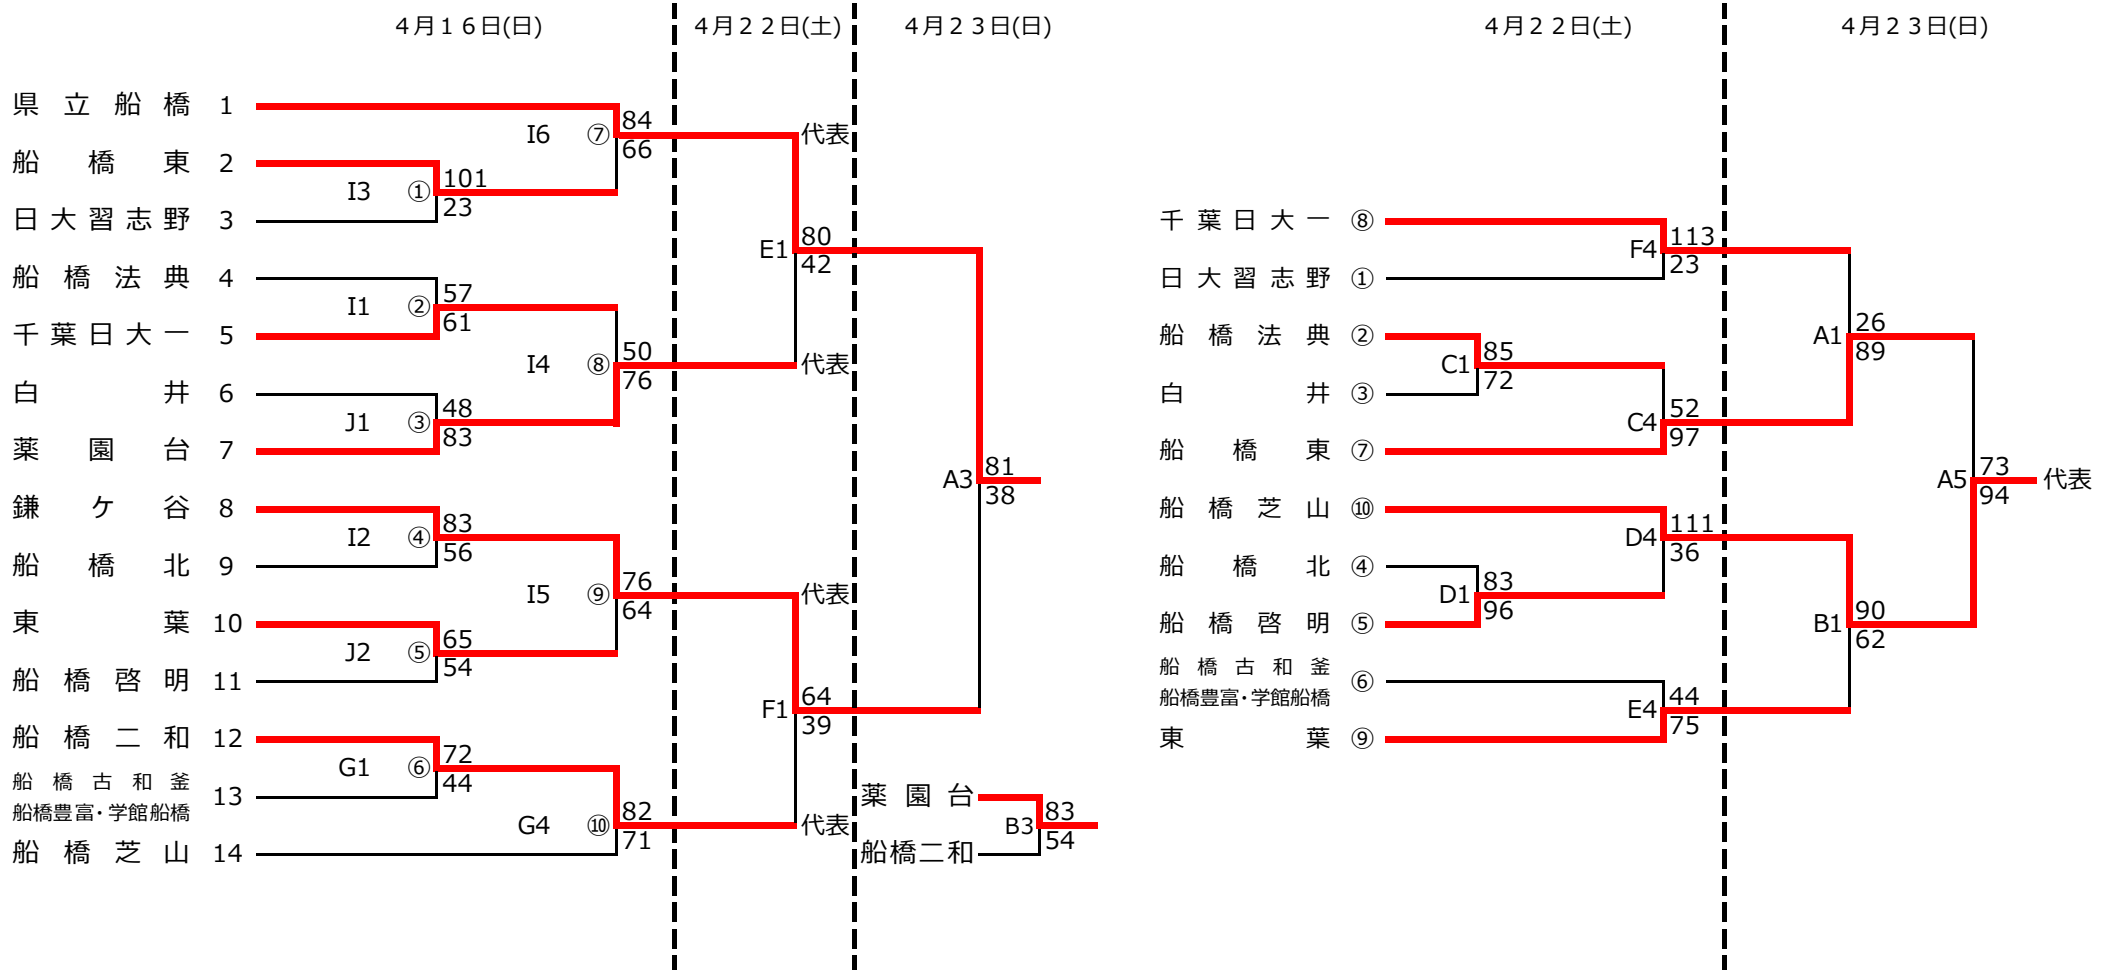 4月16日(日)
4月22日(土)
4月23日(日)
県立船橋 1
I6 ⑦ 84
66
代表
船橋東 2
I3 ① 101
23
日大習志野 3
E1 80
42
船橋法典 4
I1 ② 57
61
千葉日大一 5
I4 ⑧ 50
76
代表
白井 6
J1 ③ 48
83
薬園台 7
A3 81
38
鎌ケ谷 8
I2 ④ 83
56
船橋北 9
I5 ⑨ 76
64
代表
東葉 10
J2 ⑤ 65
54
船橋啓明 11
F1 64
39
船橋二和 12
G1 ⑥ 72
44
船橋古和釜
船橋豊富・学館船橋 13
G4 ⑩ 82
71
代表
船橋芝山 14
薬園台
B3 83
54
船橋二和
4月22日(土)
4月23日(日)
千葉日大一 ⑧
F4 113
23
日大習志野 ①
船橋法典 ②
A1 26
89
C1 85
72
白井 ③
C4 52
97
船橋東 ⑦
A5 73
94
代表
船橋芝山 ⑩
D4 111
36
船橋北 ④
D1 83
96
船橋啓明 ⑤
B1 90
62
船橋古和釜
船橋豊富・学館船橋 ⑥
E4 44
75
東葉 ⑨